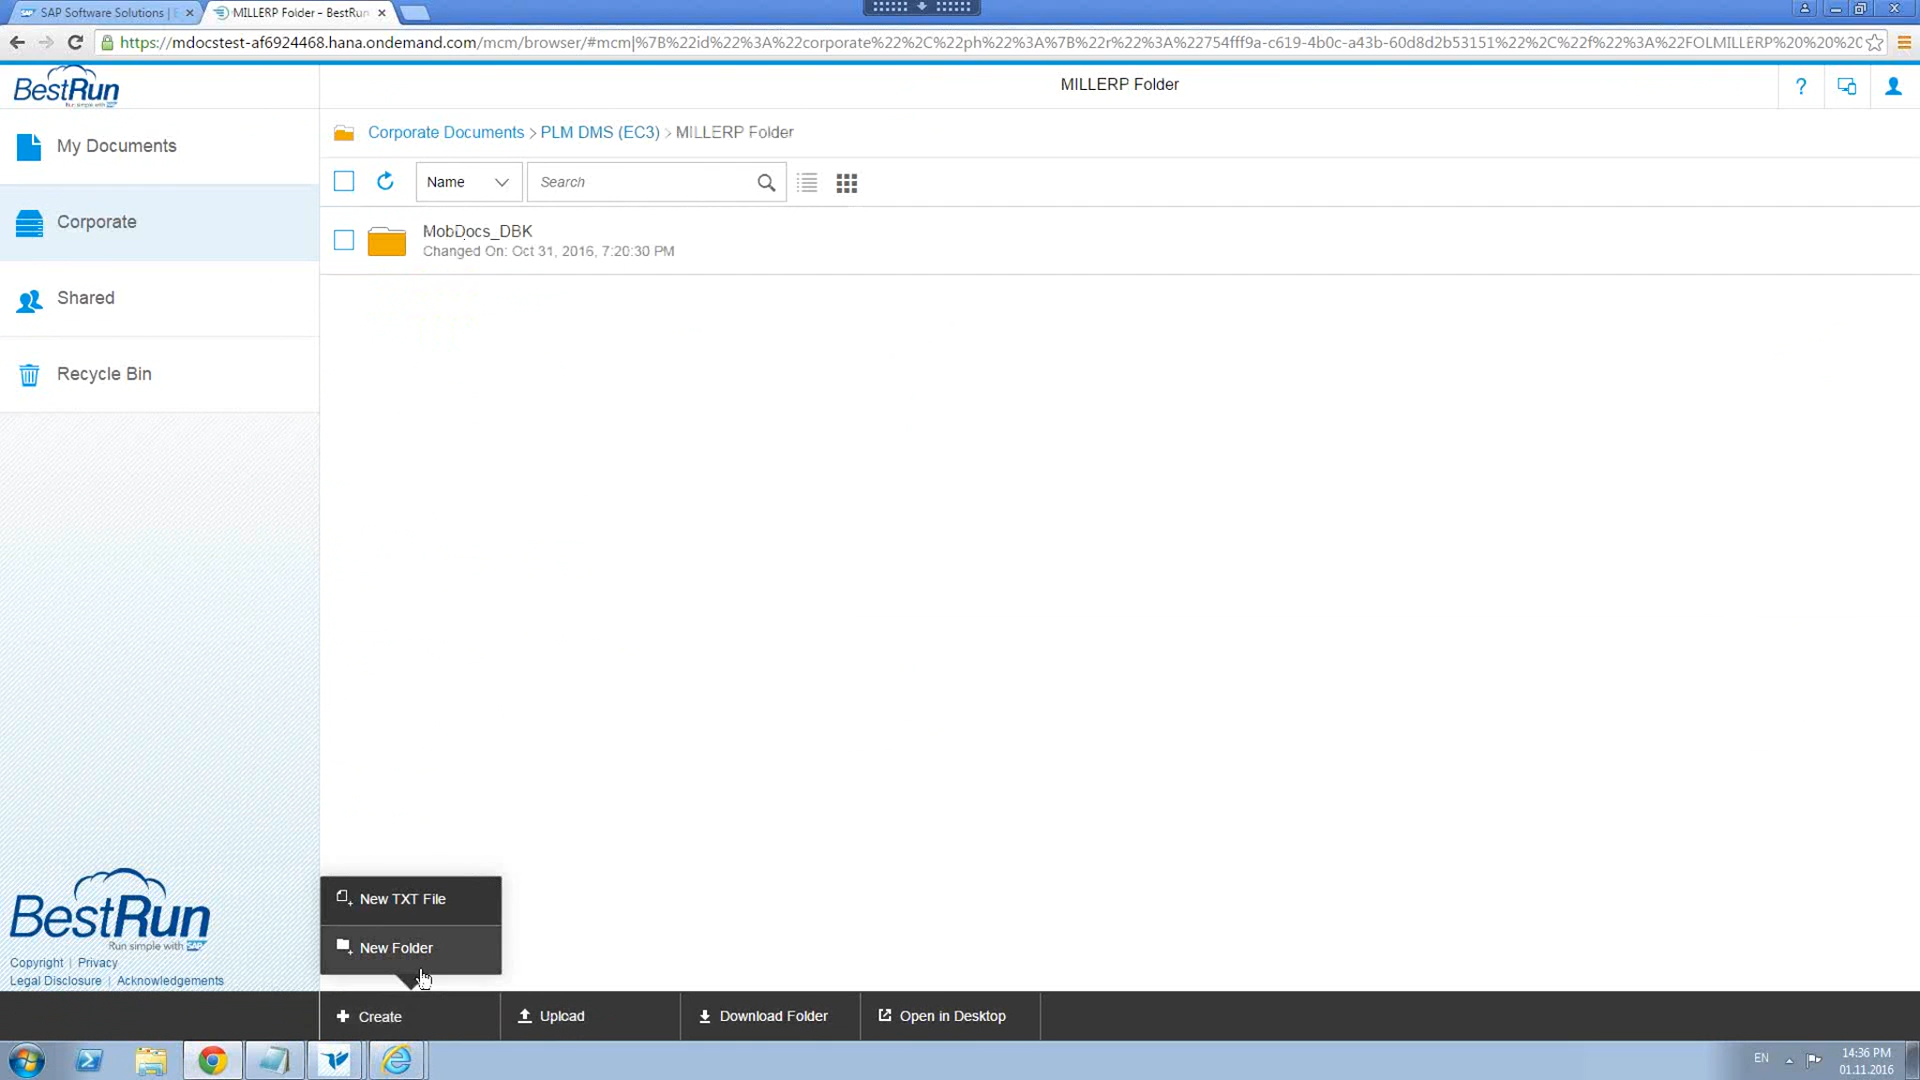 SAP Software Solutions | 
MILLERP Folder – BestRun
https://mdocstest-af6924468.hana.ondemand.com/mcm/browser/#mcm|%7B%22id%22%3A%22corporate%22%2C%22ph%22%3A%7B%22r%22%3A%22754fff9a-c619-4b0c-a43b-60d8d2b53151%22%2C%22f%22%3A%22FOLMILLERP%20%20%20
BestRun
Run simple with SAP
MILLERP Folder
?
Corporate Documents > PLM DMS (EC3) > MILLERP Folder
My Documents
Corporate
Shared
Recycle Bin
Name
Search
MobDocs_DBK
Changed On: Oct 31, 2016, 7:20:30 PM
New TXT File
New Folder
BestRun
Run simple with SAP
Copyright | Privacy
Legal Disclosure | Acknowledgements
Create
Upload
Download Folder
Open in Desktop
EN
14:36 PM
01.11.2016